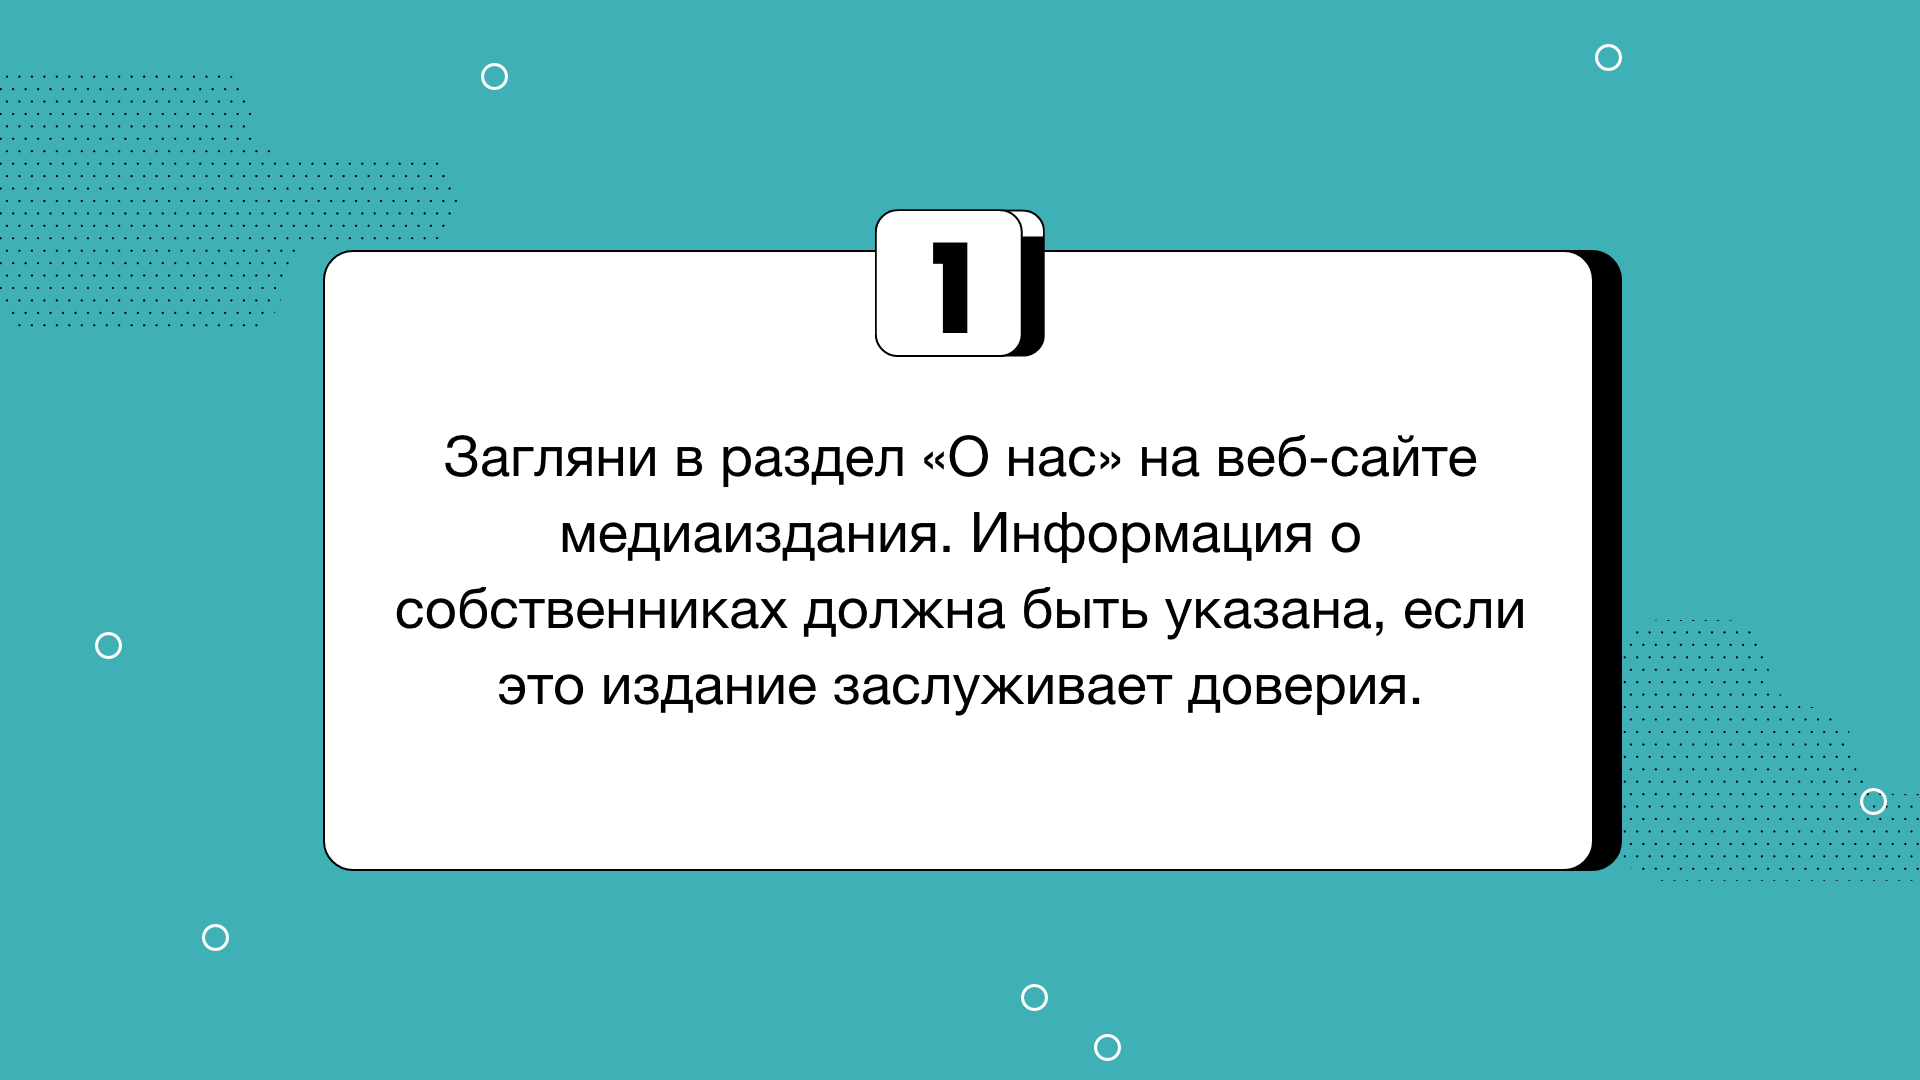 1
Загляни в раздел «О нас» на веб-сайте
медиаиздания. Информация о
собственниках должна быть указана, если
это издание заслуживает доверия.